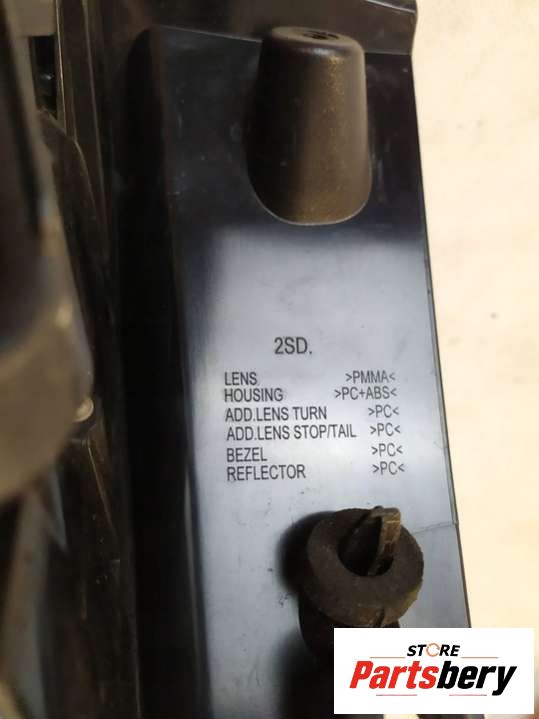 2SD.
LENS >PMMA<
HOUSING >PC+ABS<
ADD.LENS TURN >PC<
ADD.LENS STOP/TAIL >PC<
BEZEL >PC<
REFLECTOR >PC<
STORE
Partsbery